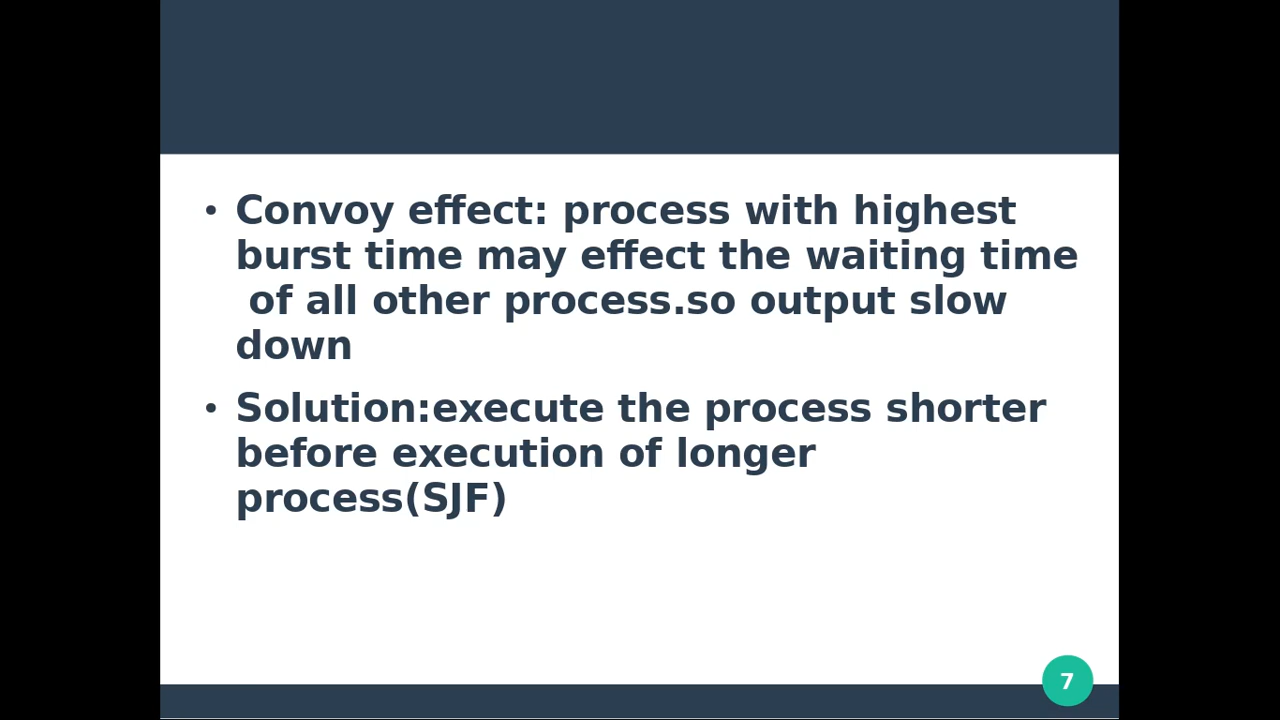 • Convoy effect: process with highest
burst time may effect the waiting time
of all other process.so output slow
down
• Solution:execute the process shorter
before execution of longer
process(SJF)
7